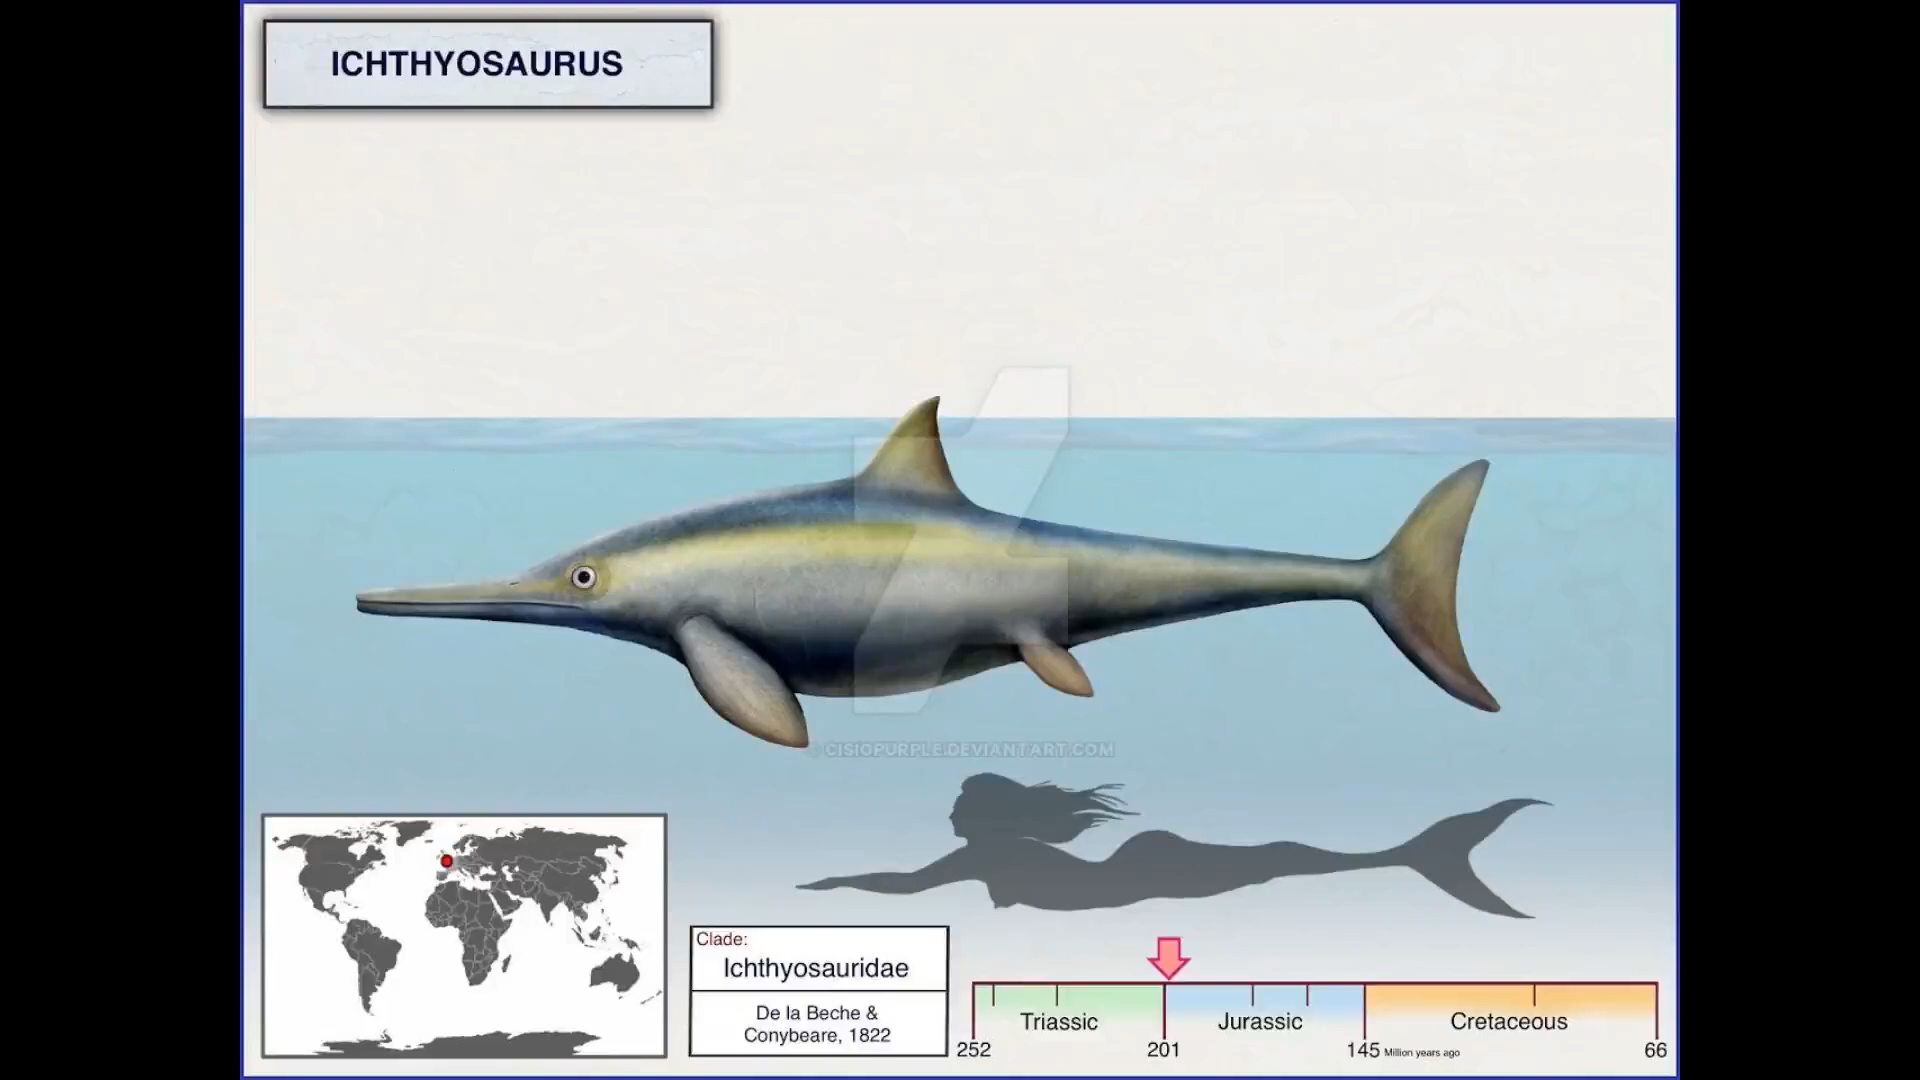 ICHTHYOSAURUS
© CISIOPURPLE.DEVIANTART.COM
Clade:
Ichthyosauridae
De la Beche &
Conybeare, 1822
Triassic
Jurassic
Cretaceous
252
201
145 Million years ago
66